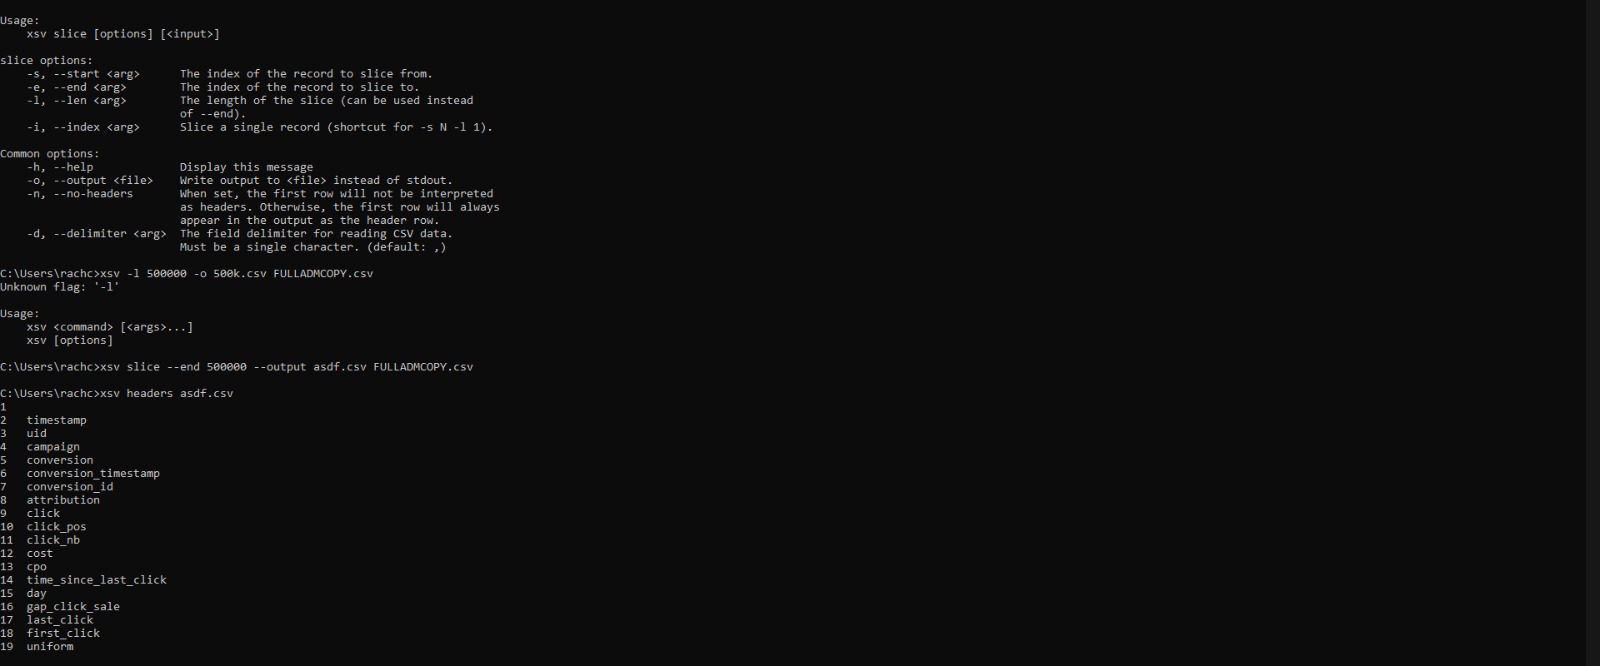 Usage:
    xsv slice [options] [<input>]
slice options:
    -s, --start <arg>      The index of the record to slice from.
    -e, --end <arg>        The index of the record to slice to.
    -l, --len <arg>        The length of the slice (can be used instead
                           of --end).
    -i, --index <arg>      Slice a single record (shortcut for -s N -l 1).
Common options:
    -h, --help             Display this message
    -o, --output <file>    Write output to <file> instead of stdout.
    -n, --no-headers       When set, the first row will not be interpreted
                           as headers. Otherwise, the first row will always
                           appear in the output as the header row.
    -d, --delimiter <arg>  The field delimiter for reading CSV data.
                           Must be a single character. (default: ,)
C:\Users\rachc>xsv -l 500000 -o 500k.csv FULLADMCOPY.csv
Unknown flag: '-l'
Usage:
    xsv <command> [<args>...]
    xsv [options]
C:\Users\rachc>xsv slice --end 500000 --output asdf.csv FULLADMCOPY.csv
C:\Users\rachc>xsv headers asdf.csv
1
2   timestamp
3   uid
4   campaign
5   conversion
6   conversion_timestamp
7   conversion_id
8   attribution
9   click
10  click_pos
11  click_nb
12  cost
13  cpo
14  time_since_last_click
15  day
16  gap_click_sale
17  last_click
18  first_click
19  uniform